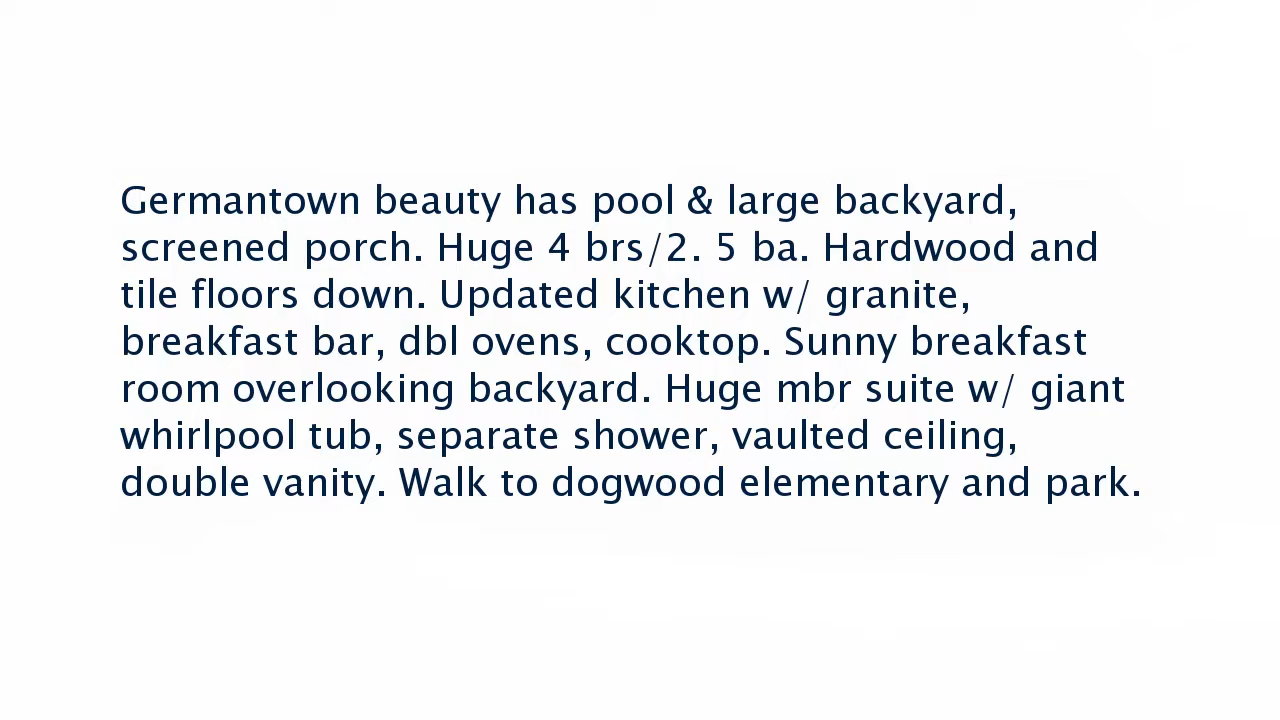 Germantown beauty has pool & large backyard,
screened porch. Huge 4 brs/2. 5 ba. Hardwood and
tile floors down. Updated kitchen w/ granite,
breakfast bar, dbl ovens, cooktop. Sunny breakfast
room overlooking backyard. Huge mbr suite w/ giant
whirlpool tub, separate shower, vaulted ceiling,
double vanity. Walk to dogwood elementary and park.